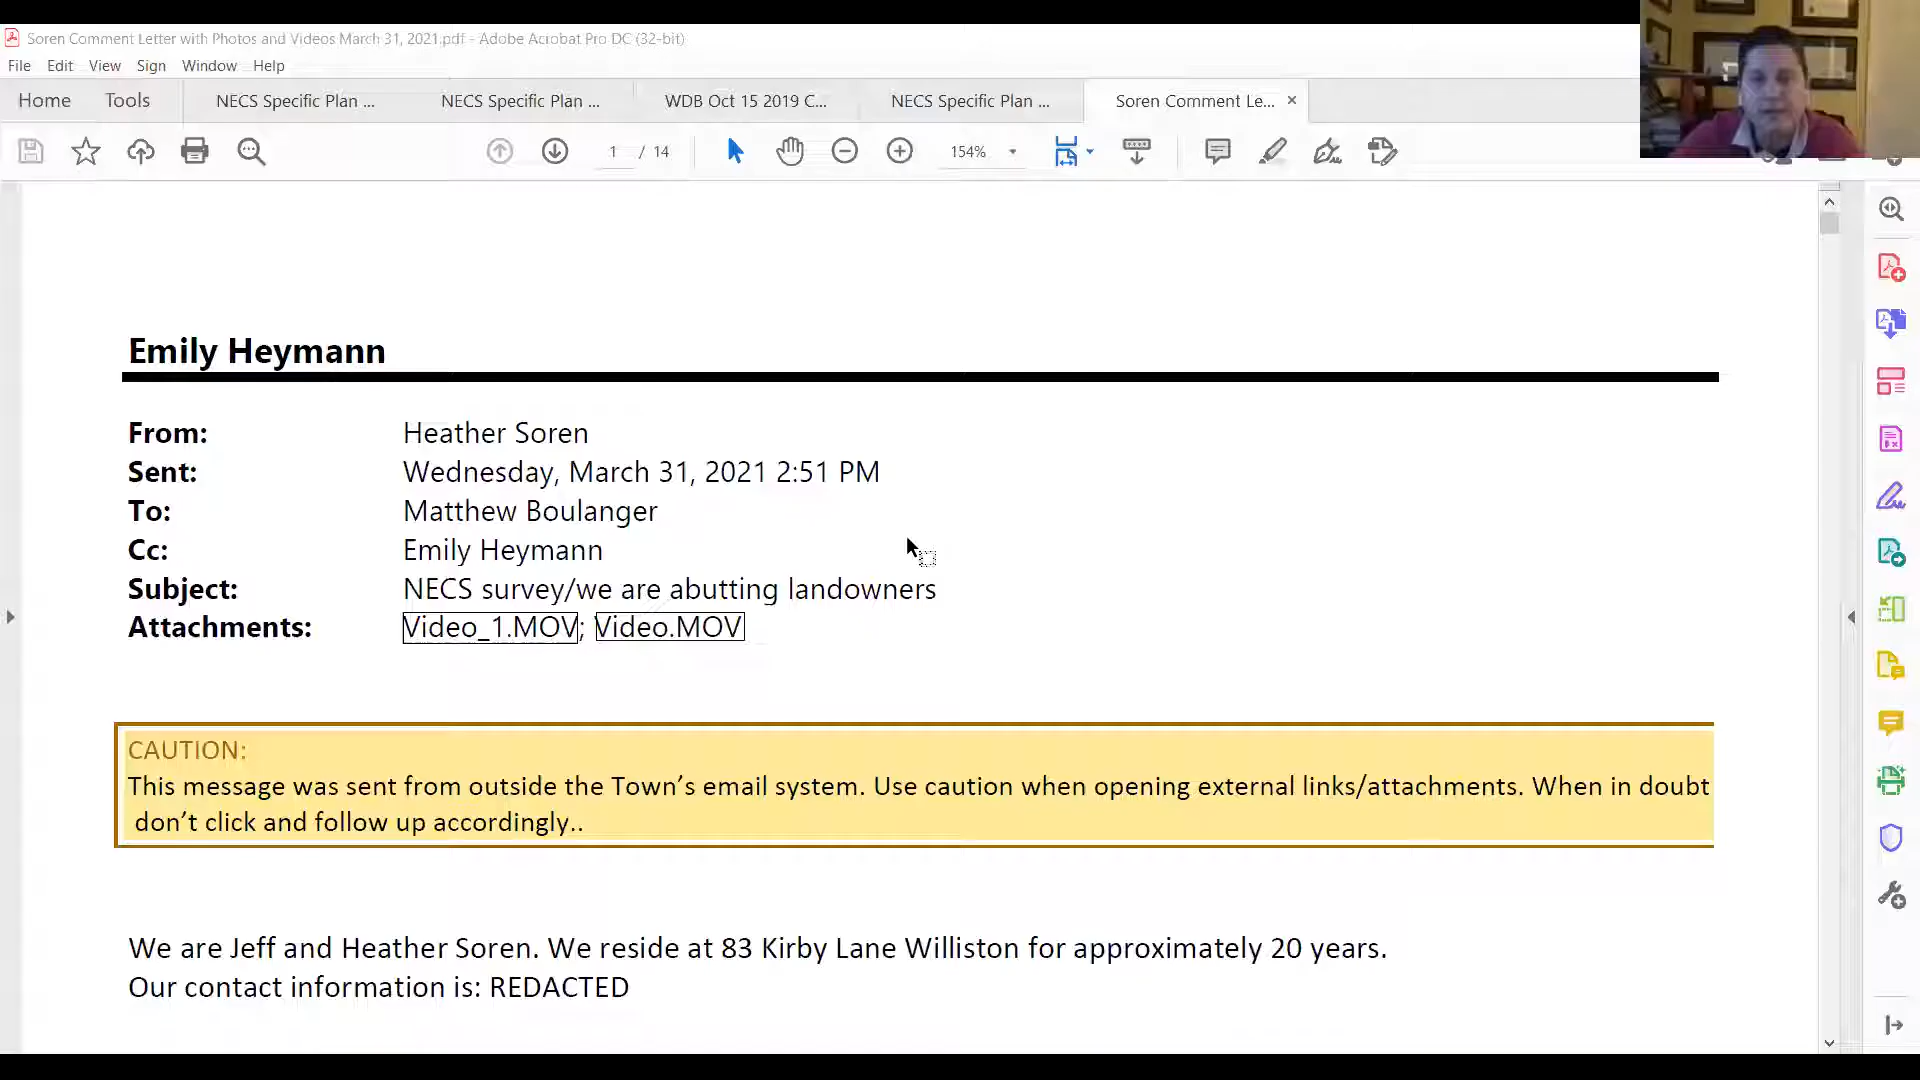 Soren Comment Letter with Photos and Videos March 31, 2021.pdf - Adobe Acrobat Pro DC (32-bit)
File Edit View Sign Window Help
Home Tools NECS Specific Plan ... NECS Specific Plan ... WDB Oct 15 2019 C... NECS Specific Plan ... Soren Comment Le... ×
1 / 14 154%
Emily Heymann
From: Heather Soren
Sent: Wednesday, March 31, 2021 2:51 PM
To: Matthew Boulanger
Cc: Emily Heymann
Subject: NECS survey/we are abutting landowners
Attachments: Video_1.MOV; Video.MOV
CAUTION:
This message was sent from outside the Town’s email system. Use caution when opening external links/attachments. When in doubt
don’t click and follow up accordingly..
We are Jeff and Heather Soren. We reside at 83 Kirby Lane Williston for approximately 20 years.
Our contact information is: REDACTED